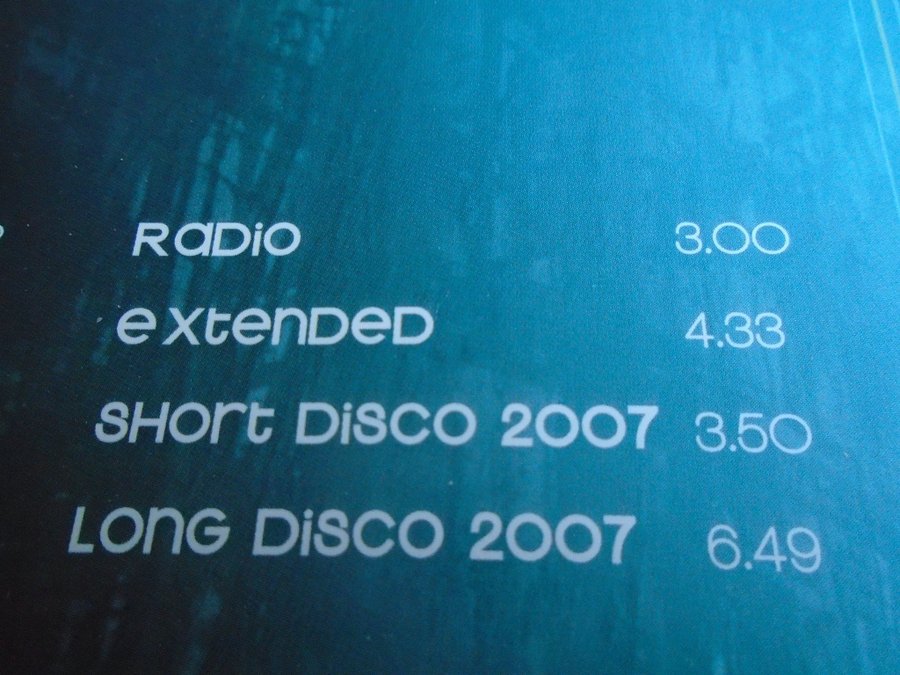 Radio 3.00
extended 4.33
SHORT DISCO 2007 3.50
LONG DISCO 2007 6.49